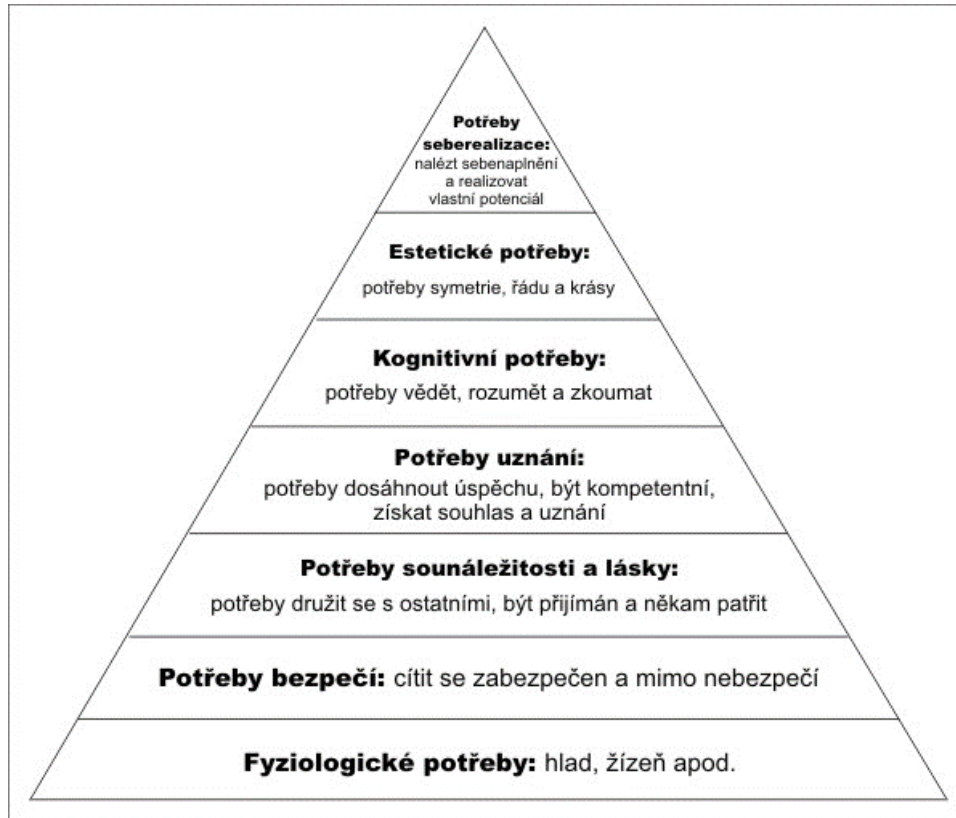 Potřeby
seberealizace:
nalézt sebenaplnění
a realizovat
vlastní potenciál
Estetické potřeby:
potřeby symetrie, řádu a krásy
Kognitivní potřeby:
potřeby vědět, rozumět a zkoumat
Potřeby uznání:
potřeby dosáhnout úspěchu, být kompetentní,
získat souhlas a uznání
Potřeby sounáležitosti a lásky:
potřeby družit se s ostatními, být přijímán a někam patřit
Potřeby bezpečí: cítit se zabezpečen a mimo nebezpečí
Fyziologické potřeby: hlad, žízeň apod.